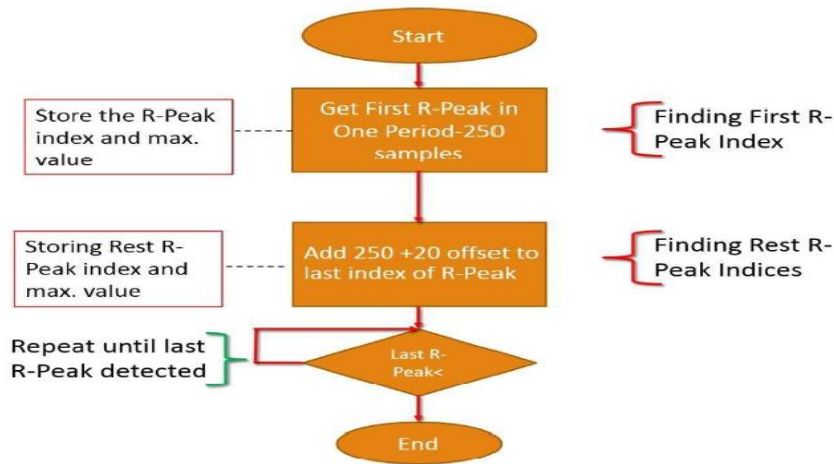 Start
Store the R-Peak
index and max.
value
Get First R-Peak in
One Period-250
samples
Finding First R-
Peak Index
Storing Rest R-
Peak index and
max. value
Add 250 +20 offset to
last index of R-Peak
Finding Rest R-
Peak Indices
Repeat until last
R-Peak detected
Last R-
Peak<
End